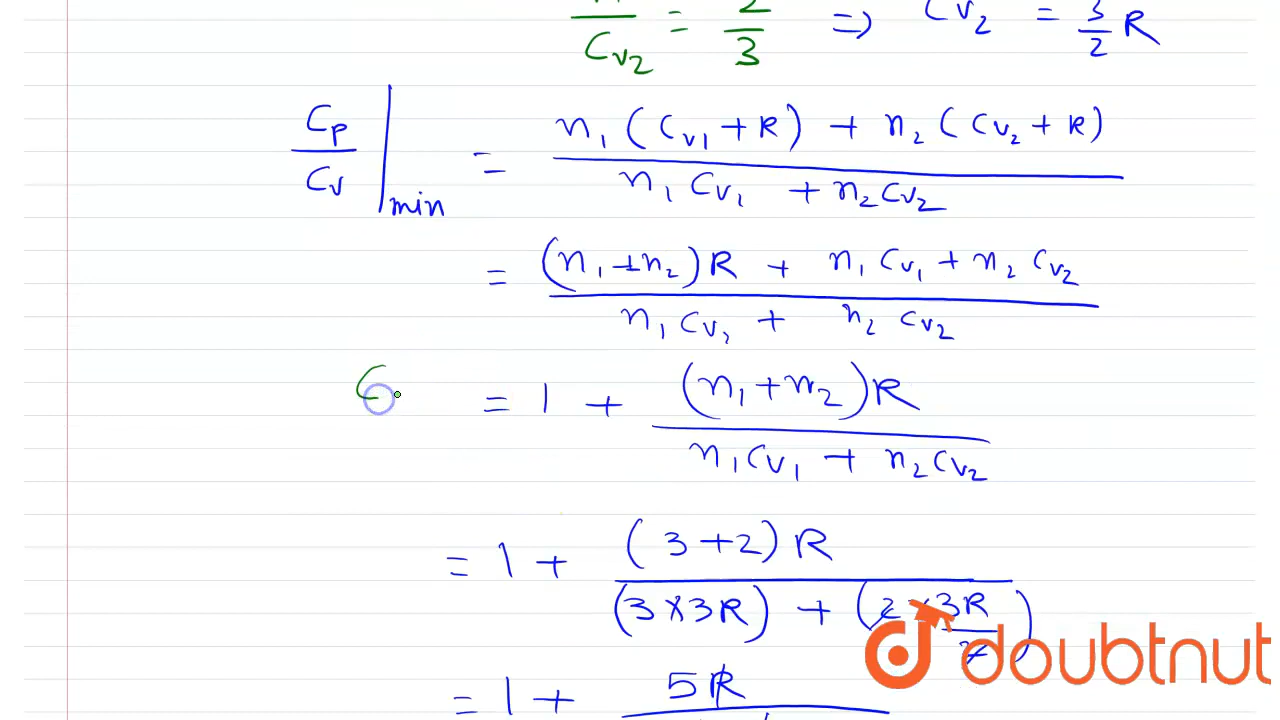 / Cv2 = 2/3 => Cv2 = 3/2 R
Cp/Cv |min = n1 (Cv1 + R) + n2 (Cv2 + R) / n1 Cv1 + n2 Cv2
= (n1 + n2) R + n1 Cv1 + n2 Cv2 / n1 Cv1 + n2 Cv2
C = 1 + (n1 + n2) R / n1 Cv1 + n2 Cv2
= 1 + (3 + 2) R / (3 × 3R) + (2 × 3R/2)
= 1 + 5R
doubtnut